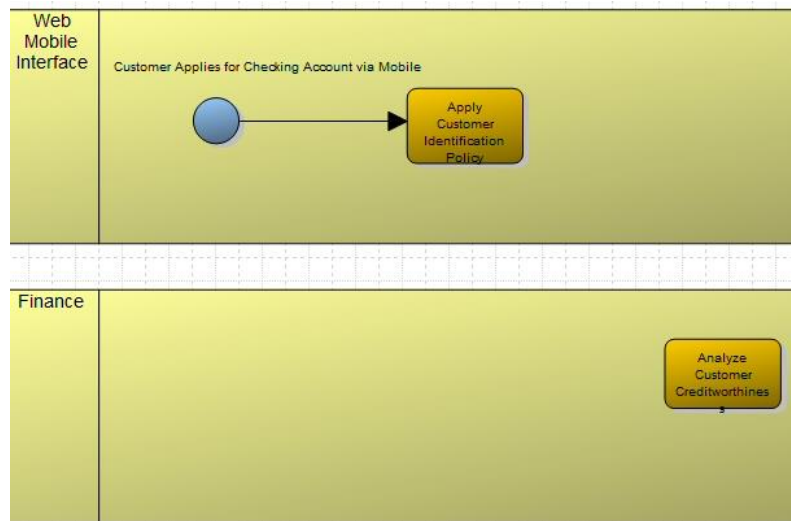 Web
Mobile
Interface
Customer Applies for Checking Account via Mobile
Apply
Customer
Identification
Policy
Finance
Analyze
Customer
Creditworthines
s